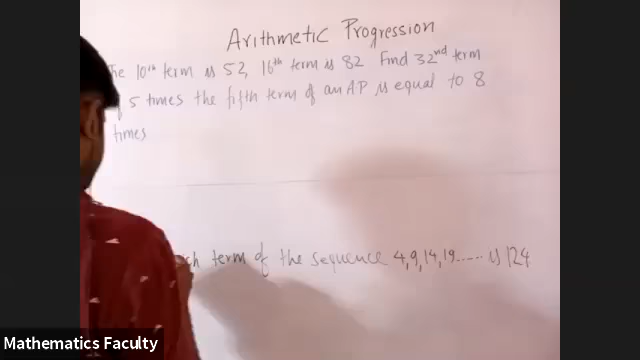 Arithmetic Progression
he 10th term is 52, 16th term is 82 Find 32nd term
f 5 times the fifth term of an AP is equal to 8
times
ch term of the sequence 4, 9, 14, 19...... is 124
Mathematics Faculty